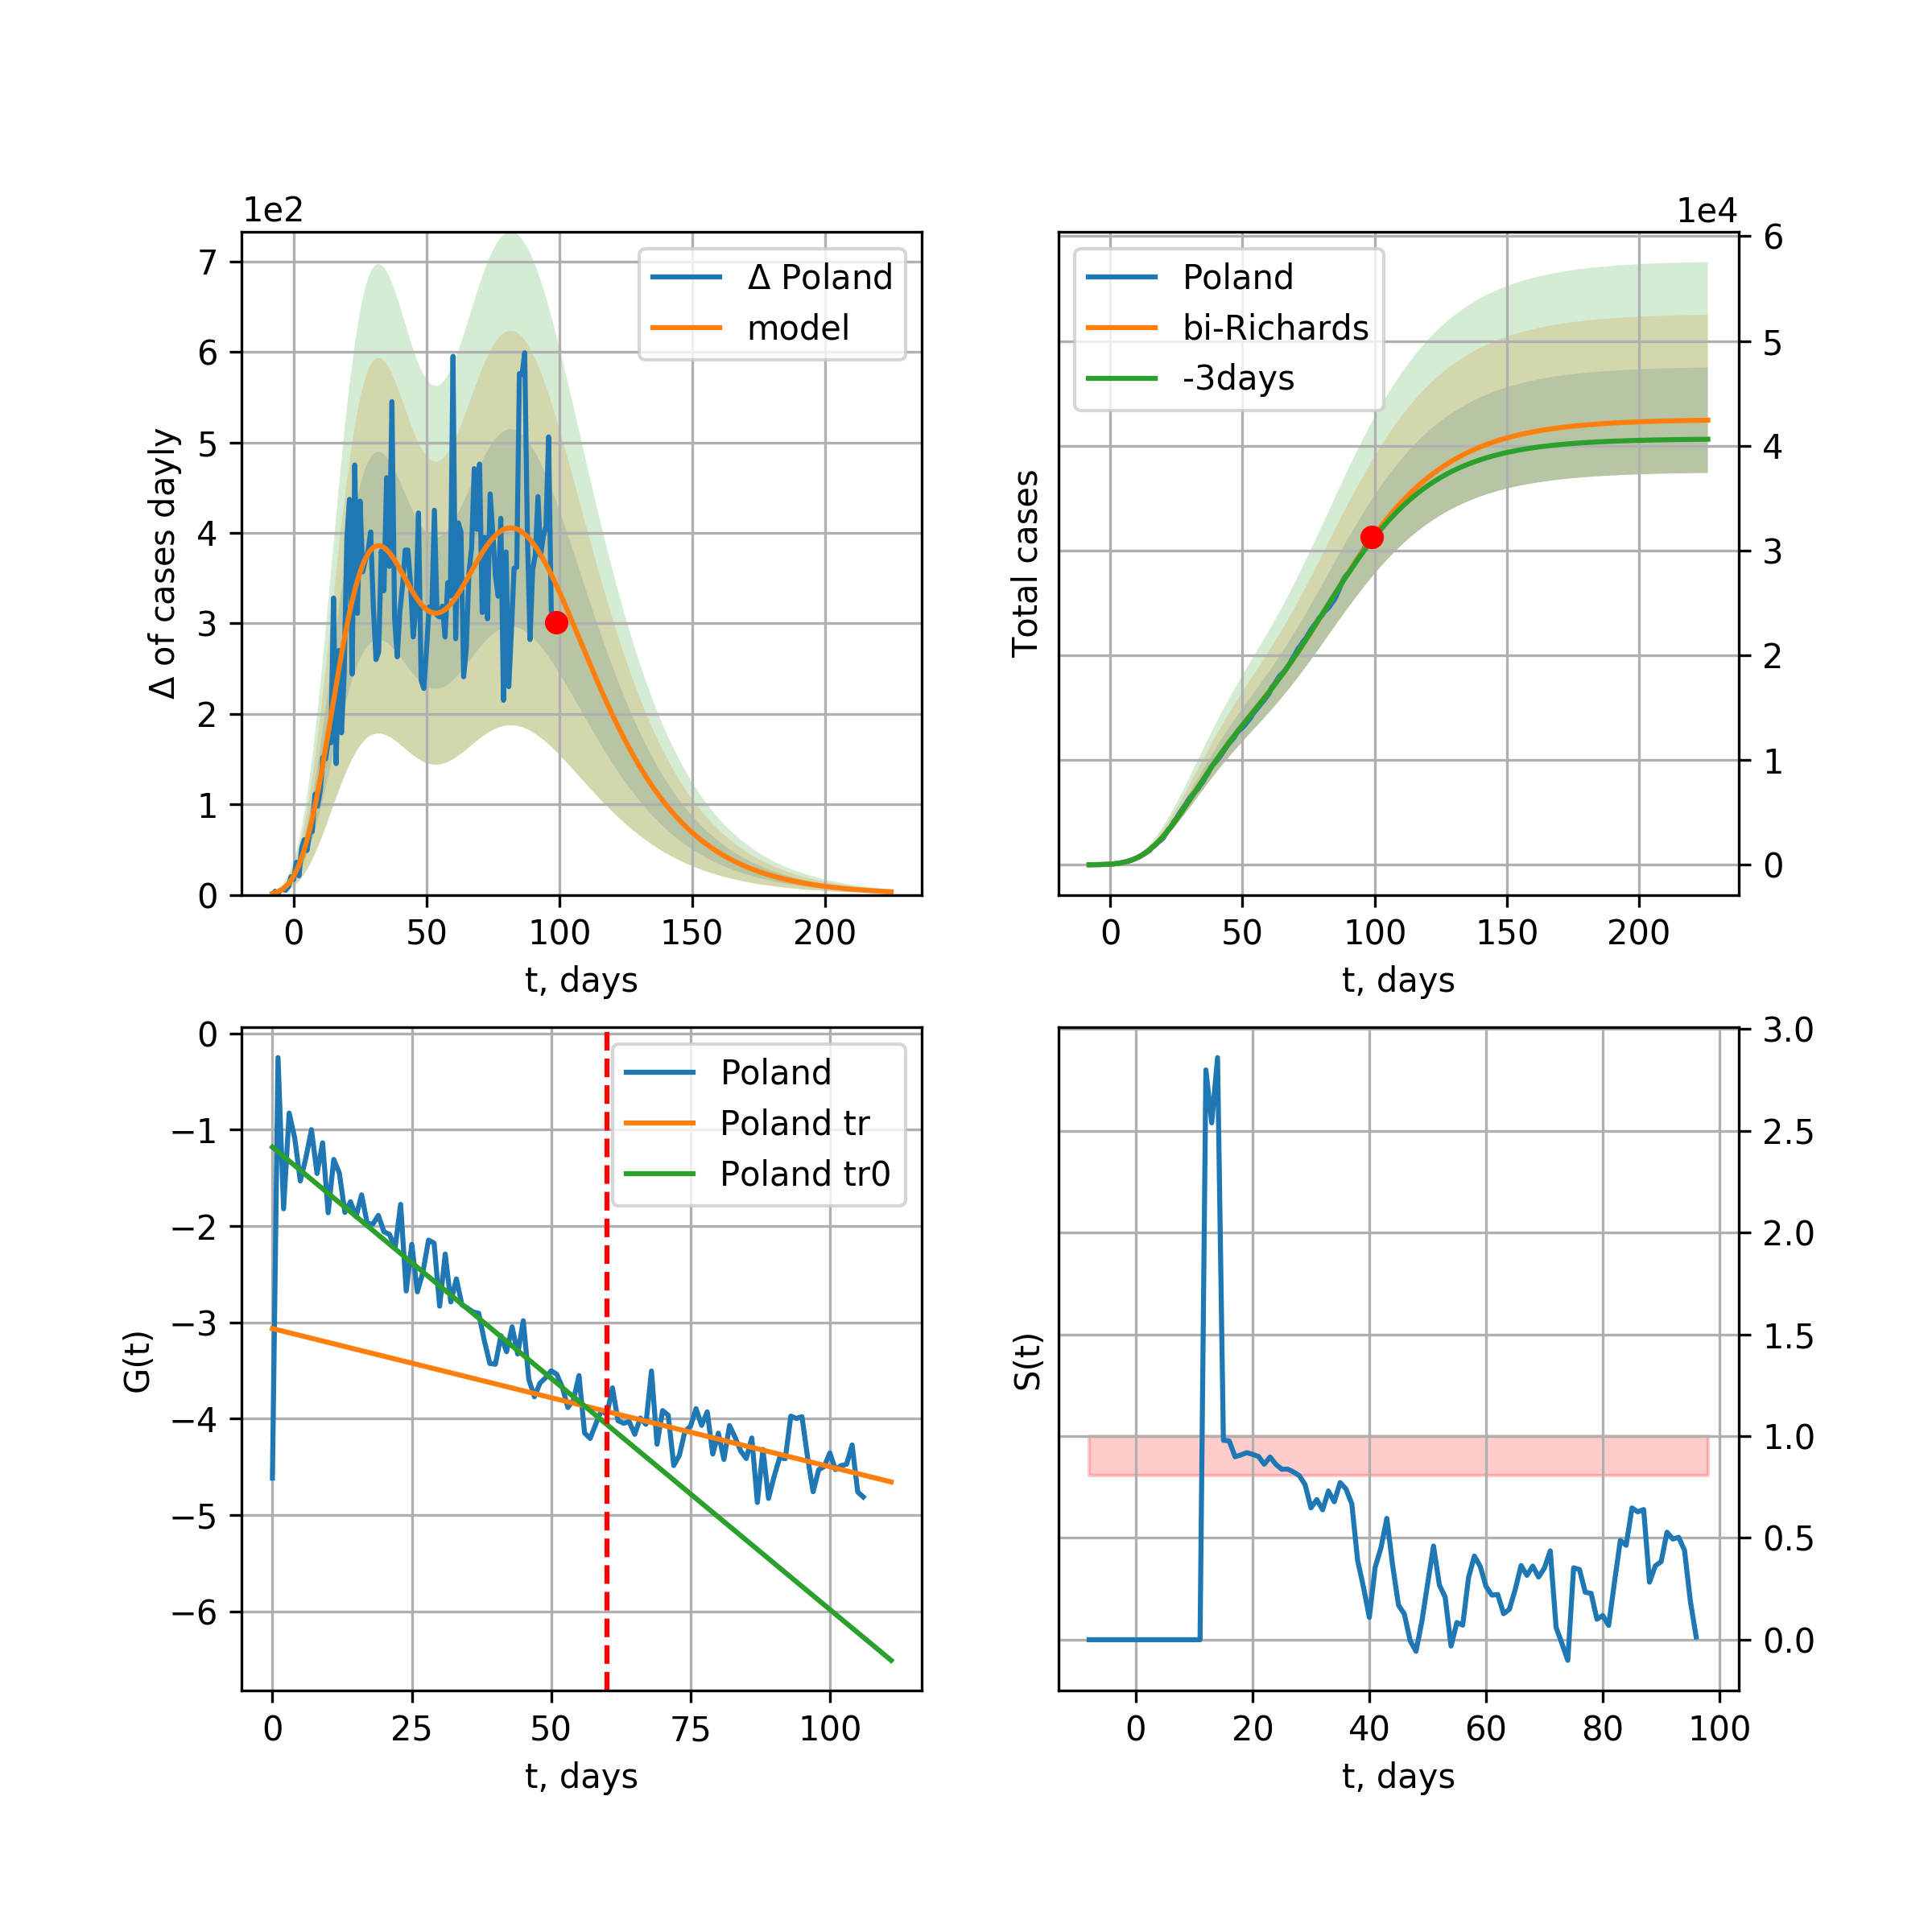 1e2
7
6
5
4
3
2
1
0
Δ of cases dayly
Δ Poland
model
0 50 100 150 200
t, days
1e4
6
5
4
3
2
1
0
Total cases
Poland
bi-Richards
-3days
0 50 100 150 200
t, days
0
−1
−2
−3
−4
−5
−6
G(t)
Poland
Poland tr
Poland tr0
0 25 50 75 100
t, days
3.0
2.5
2.0
1.5
1.0
0.5
0.0
S(t)
0 20 40 60 80 100
t, days